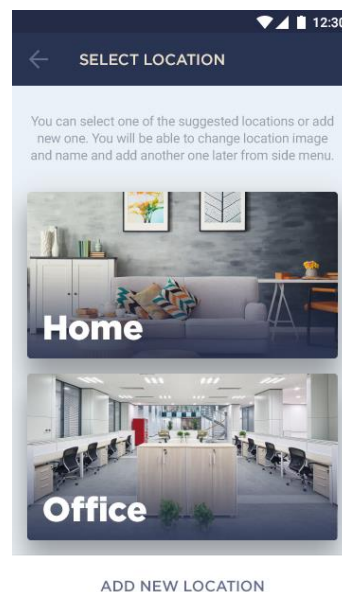 12:30
SELECT LOCATION
You can select one of the suggested locations or add
new one. You will be able to change location image
and name and add another one later from side menu.
Home
Office
ADD NEW LOCATION